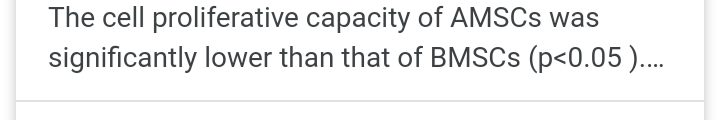 The cell proliferative capacity of AMSCs was
significantly lower than that of BMSCs (p<0.05 )....